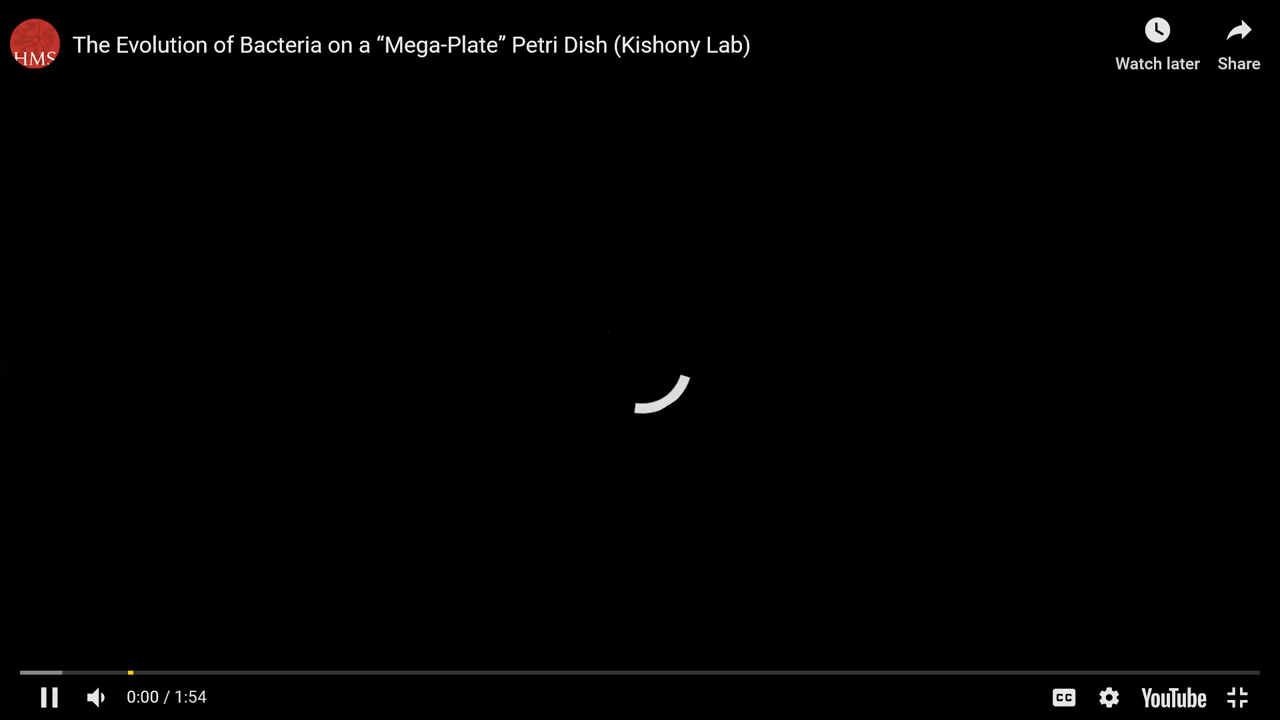 HMS
The Evolution of Bacteria on a “Mega-Plate” Petri Dish (Kishony Lab)
Watch later
Share
0:00 / 1:54
CC
YouTube